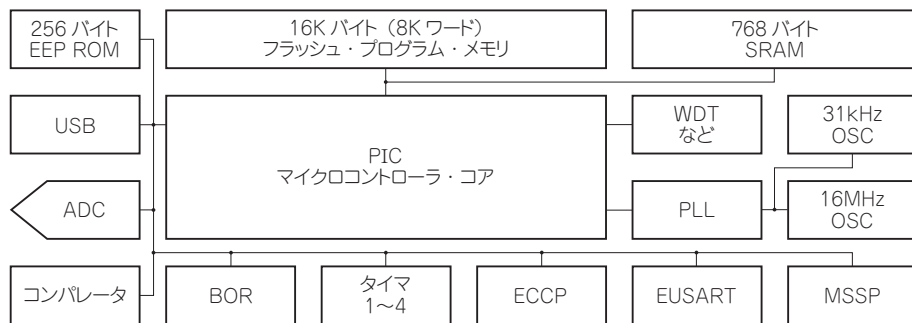 256 バイト
EEP ROM
16K バイト（8K ワード）
フラッシュ・プログラム・メモリ
768 バイト
SRAM
USB
PIC
マイクロコントローラ・コア
WDT
など
31kHz
OSC
ADC
PLL
16MHz
OSC
コンパレータ
BOR
タイマ
1～4
ECCP
EUSART
MSSP